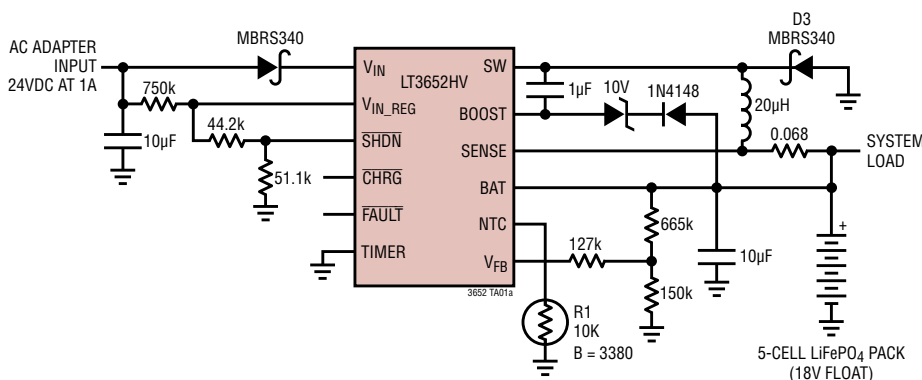 AC ADAPTER
INPUT
24VDC AT 1A
MBRS340
750k
44.2k
10µF
51.1k
VIN
VIN_REG
SHDN
CHRG
FAULT
TIMER
LT3652HV
SW
BOOST
SENSE
BAT
NTC
VFB
3652 TA01a
1µF
10V
1N4148
D3
MBRS340
20µH
0.068
SYSTEM
LOAD
665k
127k
150k
10µF
R1
10K
B = 3380
+
5-CELL LiFePO4 PACK
(18V FLOAT)